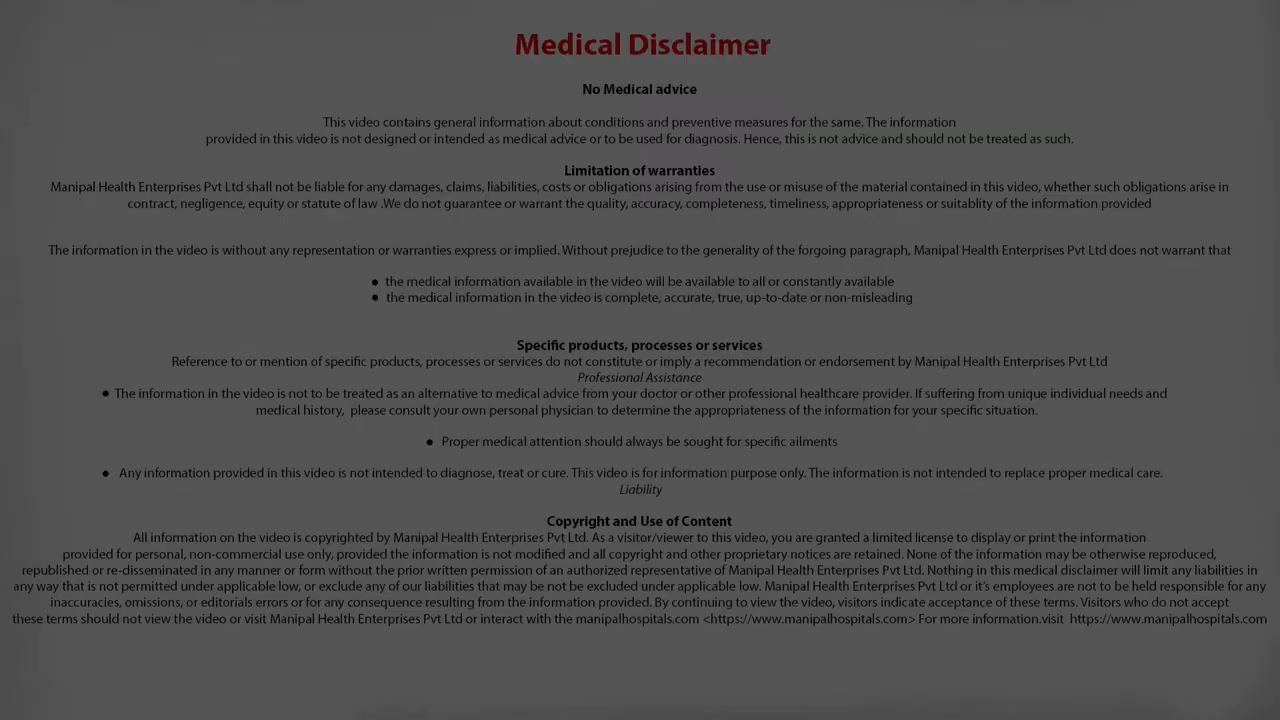 Medical Disclaimer
No Medical advice
This video contains general information about conditions and preventive measures for the same. The information
provided in this video is not designed or intended as medical advice or to be used for diagnosis. Hence, this is not advice and should not be treated as such.
Limitation of warranties
Manipal Health Enterprises Pvt Ltd shall not be liable for any damages, claims, liabilities, costs or obligations arising from the use or misuse of the material contained in this video, whether such obligations arise in
contract, negligence, equity or statute of law .We do not guarantee or warrant the quality, accuracy, completeness, timeliness, appropriateness or suitablity of the information provided
The information in the video is without any representation or warranties express or implied. Without prejudice to the generality of the forgoing paragraph, Manipal Health Enterprises Pvt Ltd does not warrant that
● the medical information available in the video will be available to all or constantly available
● the medical information in the video is complete, accurate, true, up-to-date or non-misleading
Specific products, processes or services
Reference to or mention of specific products, processes or services do not constitute or imply a recommendation or endorsement by Manipal Health Enterprises Pvt Ltd
Professional Assistance
● The information in the video is not to be treated as an alternative to medical advice from your doctor or other professional healthcare provider. If suffering from unique individual needs and
medical history, please consult your own personal physician to determine the appropriateness of the information for your specific situation.
● Proper medical attention should always be sought for specific ailments
● Any information provided in this video is not intended to diagnose, treat or cure. This video is for information purpose only. The information is not intended to replace proper medical care.
Liability
Copyright and Use of Content
All information on the video is copyrighted by Manipal Health Enterprises Pvt Ltd. As a visitor/viewer to this video, you are granted a limited license to display or print the information
provided for personal, non-commercial use only, provided the information is not modified and all copyright and other proprietary notices are retained. None of the information may be otherwise reproduced,
republished or re-disseminated in any manner or form without the prior written permission of an authorized representative of Manipal Health Enterprises Pvt Ltd. Nothing in this medical disclaimer will limit any liabilities in
any way that is not permitted under applicable low, or exclude any of our liabilities that may be not be excluded under applicable low. Manipal Health Enterprises Pvt Ltd or it's employees are not to be held responsible for any
inaccuracies, omissions, or editorials errors or for any consequence resulting from the information provided. By continuing to view the video, visitors indicate acceptance of these terms. Visitors who do not accept
these terms should not view the video or visit Manipal Health Enterprises Pvt Ltd or interact with the manipalhospitals.com <https://www.manipalhospitals.com> For more information.visit https://www.manipalhospitals.com